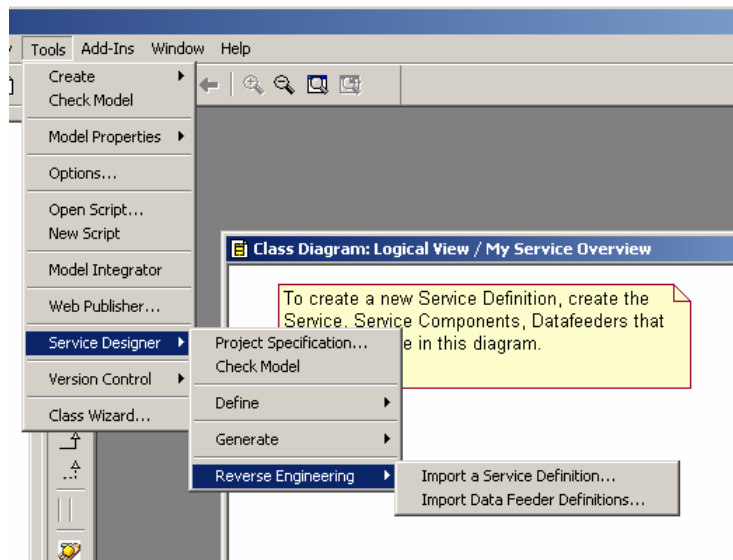 Tools Add-Ins Window Help
Create
Check Model
Model Properties
Options...
Open Script...
New Script
Model Integrator
Web Publisher...
Service Designer
Version Control
Class Wizard...
Class Diagram: Logical View / My Service Overview
To create a new Service Definition, create the
Service, Service Components, Datafeeders that
e in this diagram.
Project Specification...
Check Model
Define
Generate
Reverse Engineering
Import a Service Definition...
Import Data Feeder Definitions...